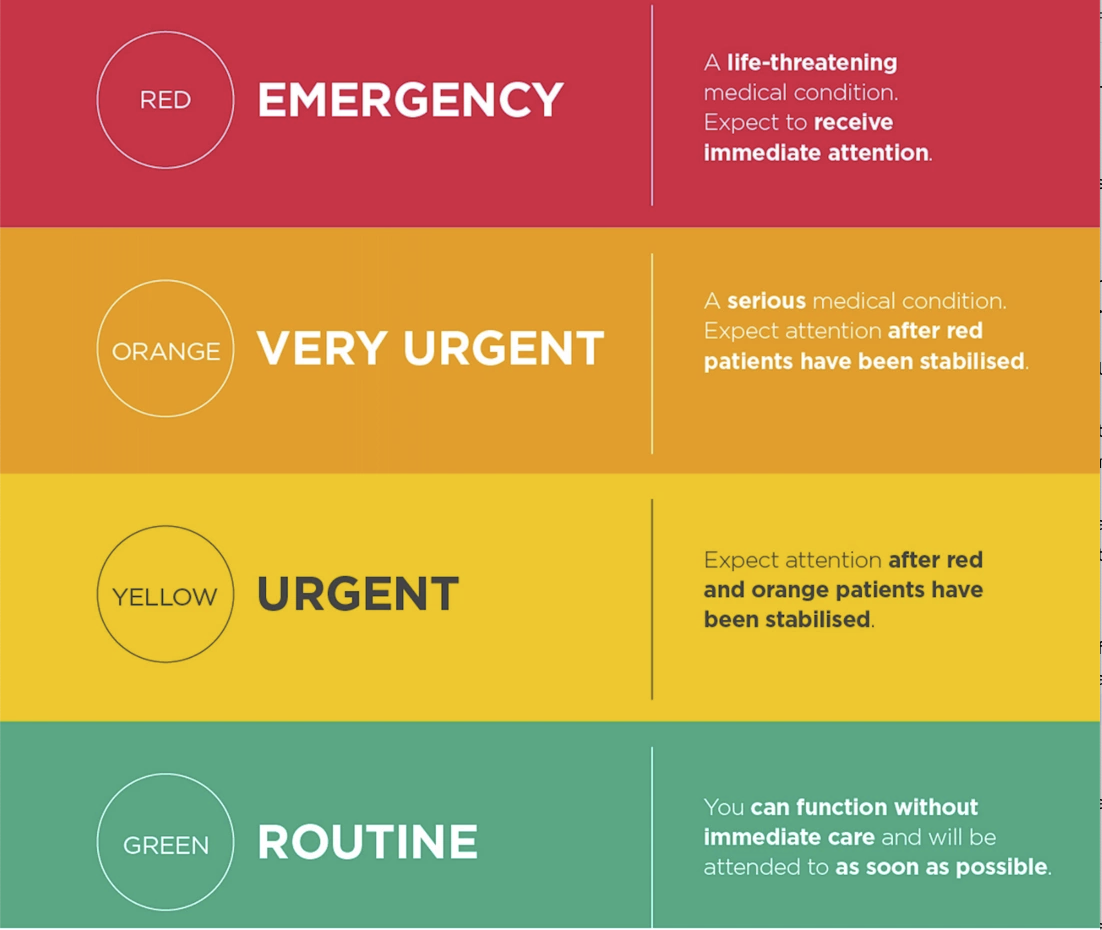 RED
EMERGENCY
A life-threatening
medical condition.
Expect to receive
immediate attention.
ORANGE
VERY URGENT
A serious medical condition.
Expect attention after red
patients have been stabilised.
YELLOW
URGENT
Expect attention after red
and orange patients have
been stabilised.
GREEN
ROUTINE
You can function without
immediate care and will be
attended to as soon as possible.